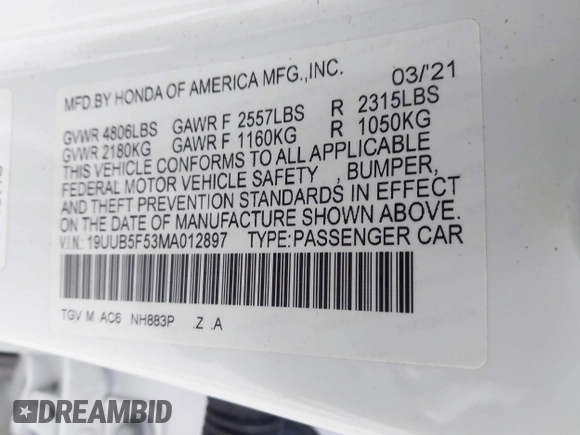 MFD.BY HONDA OF AMERICA MFG.,INC. 03/'21
GVWR 4806LBS GAWR F 2557LBS R 2315LBS
GVWR 2180KG GAWR F 1160KG R 1050KG
THIS VEHICLE CONFORMS TO ALL APPLICABLE
FEDERAL MOTOR VEHICLE SAFETY , BUMPER,
AND THEFT PREVENTION STANDARDS IN EFFECT
ON THE DATE OF MANUFACTURE SHOWN ABOVE.
V.I.N: 19UUB5F53MA012897 TYPE:PASSENGER CAR
TGV M AC6 NH883P .Z .A
DREAMBID